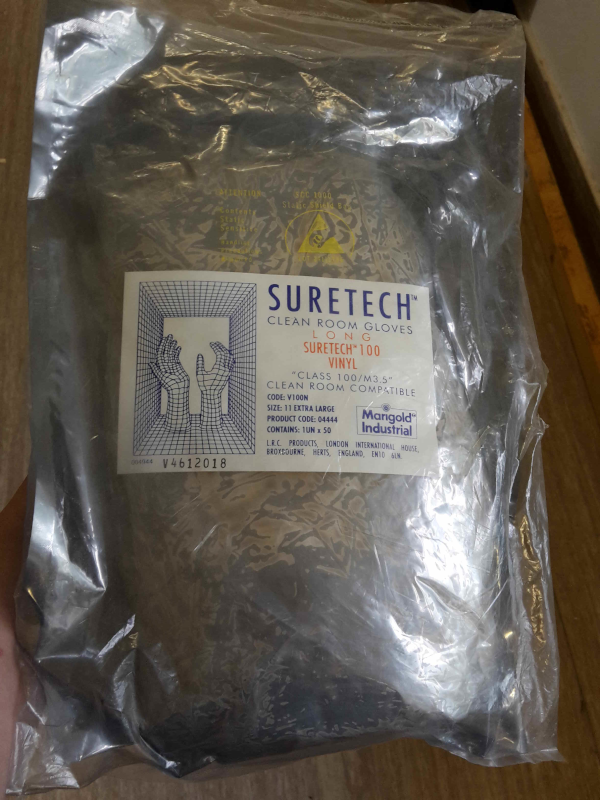 ATTENTION
SURETECH™
CLEAN ROOM GLOVES
LONG
SURETECH™ 100
VINYL
"CLASS 100/M3.5"
CLEAN ROOM COMPATIBLE
CODE: V100N
SIZE: 11 EXTRA LARGE
PRODUCT CODE: 04444
CONTAINS: 1UN x 50
Mangold™
Industrial
L.R.C. PRODUCTS, LONDON INTERNATIONAL HOUSE,
BROXBOURNE, HERTS, ENGLAND, EN10 6LN.
V4612018